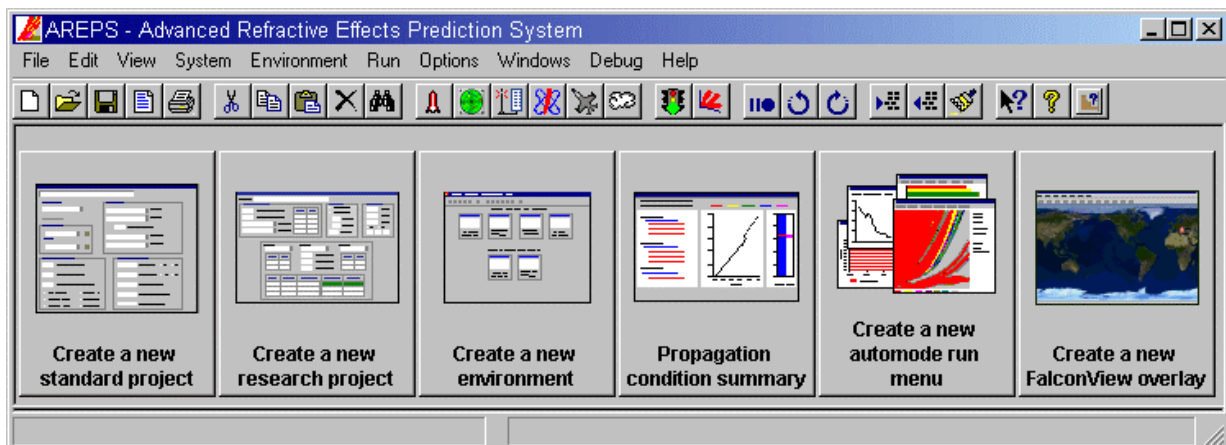 AREPS - Advanced Refractive Effects Prediction System
File Edit View System Environment Run Options Windows Debug Help
Create a new
standard project
Create a new
research project
Create a new
environment
Propagation
condition summary
Create a new
automode run
menu
Create a new
FalconView overlay